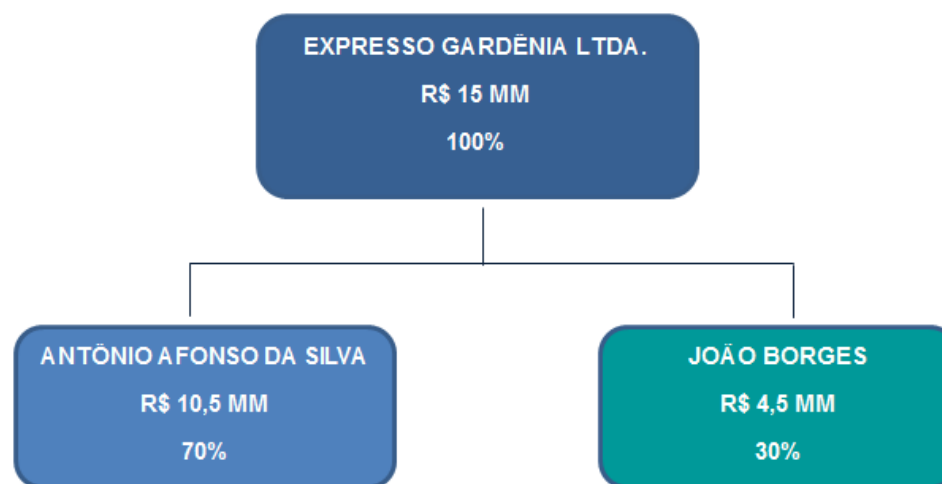 EXPRESSO GARDÊNIA LTDA.
R$ 15 MM
100%
ANTÔNIO AFONSO DA SILVA
R$ 10,5 MM
70%
JOÃO BORGES
R$ 4,5 MM
30%